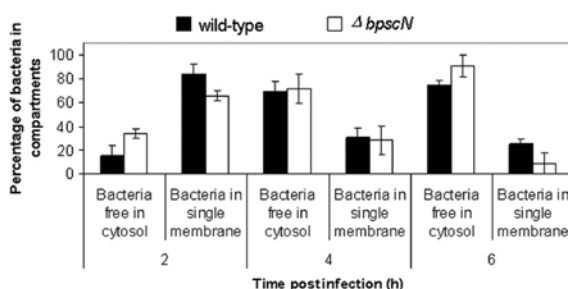 wild-type
Δ bpscN
Percentage of bacteria in
compartments
100
80
60
40
20
0
Bacteria
free in
cytosol
Bacteria in
single
membrane
Bacteria
free in
cytosol
Bacteria in
single
membrane
Bacteria
free in
cytosol
Bacteria in
single
membrane
2
4
6
Time postinfection (h)